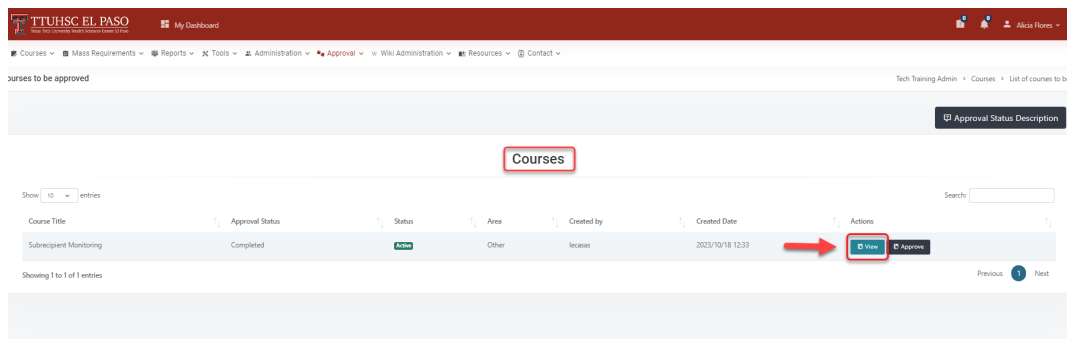 TTUHSC EL PASO
Texas Tech University Health Sciences Center El Paso
My Dashboard
Alicia Flores
Courses Mass Requirements Reports Tools Administration Approval Wiki Administration Resources Contact
ourses to be approved
Tech Training Admin > Courses > List of courses to b
Approval Status Description
Courses
Show 10 entries
Search:
Course Title Approval Status Status Area Created by Created Date Actions
Subrecipient Monitoring Completed Active Other lecasas 2023/10/18 12:33 View Approve
Showing 1 to 1 of 1 entries
Previous 1 Next